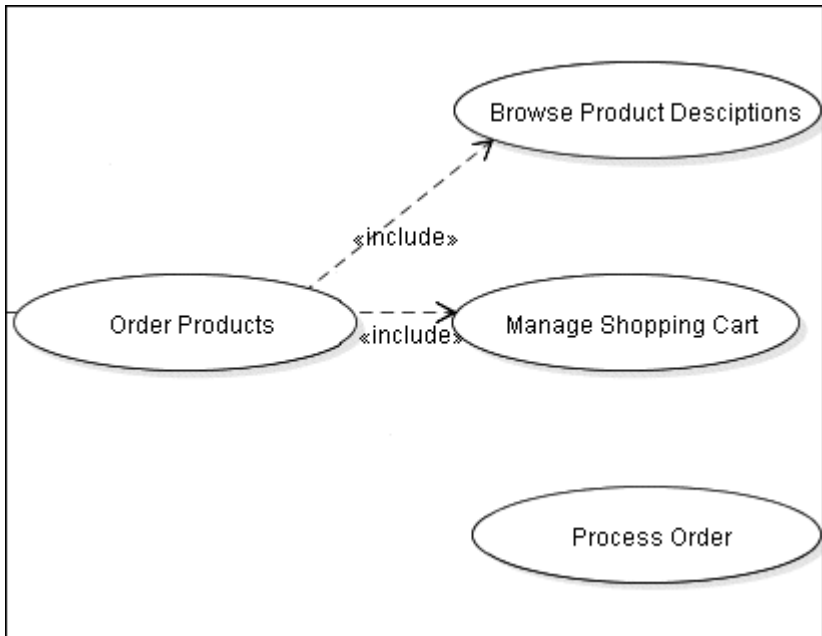 Browse Product Desciptions
«include»
Order Products
«include»
Manage Shopping Cart
Process Order